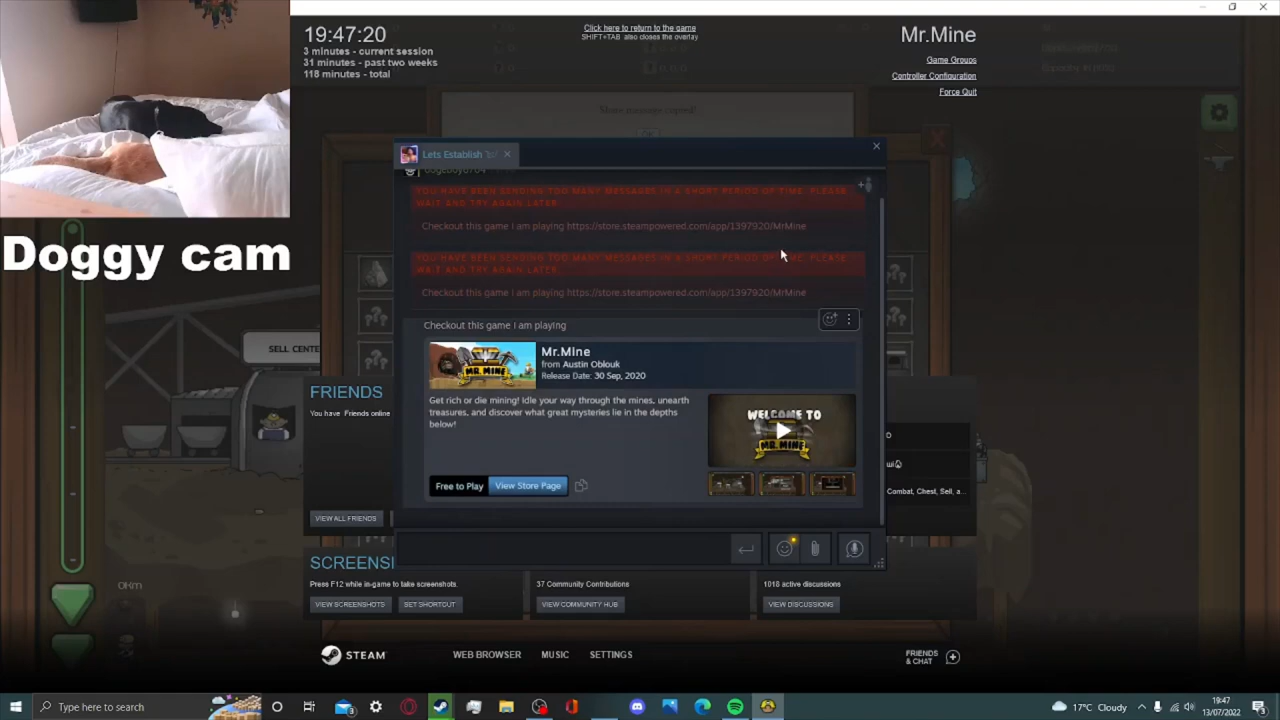 19:47:20
3 minutes - current session
31 minutes - past two weeks
118 minutes - total
Click here to return to the game
SHIFT+TAB also closes the overlay
Mr.Mine
Game Groups
Controller Configuration
Force Quit
Lets Establish
YOU HAVE BEEN SENDING TOO MANY MESSAGES IN A SHORT PERIOD OF TIME. PLEASE
WAIT AND TRY AGAIN LATER.
Checkout this game I am playing https://store.steampowered.com/app/1397920/MrMine
YOU HAVE BEEN SENDING TOO MANY MESSAGES IN A SHORT PERIOD OF TIME. PLEASE
WAIT AND TRY AGAIN LATER.
Checkout this game I am playing https://store.steampowered.com/app/1397920/MrMine
Checkout this game I am playing
MR. MINE
Mr.Mine
from Austin Oblouk
Release Date: 30 Sep, 2020
Get rich or die mining! Idle your way through the mines, unearth
treasures, and discover what great mysteries lie in the depths
below!
WELCOME TO
MR. MINE
Free to Play
View Store Page
Doggy cam
SELL CENTE
FRIENDS
You have Friends online
Combat, Chest, Sell, a...
VIEW ALL FRIENDS
SCREENS
Press F12 while in-game to take screenshots.
VIEW SCREENSHOTS
SET SHORTCUT
37 Community Contributions
VIEW COMMUNITY HUB
1018 active discussions
VIEW DISCUSSIONS
0Km
STEAM
WEB BROWSER
MUSIC
SETTINGS
FRIENDS
& CHAT
Type here to search
17°C Cloudy
19:47
13/07/2022